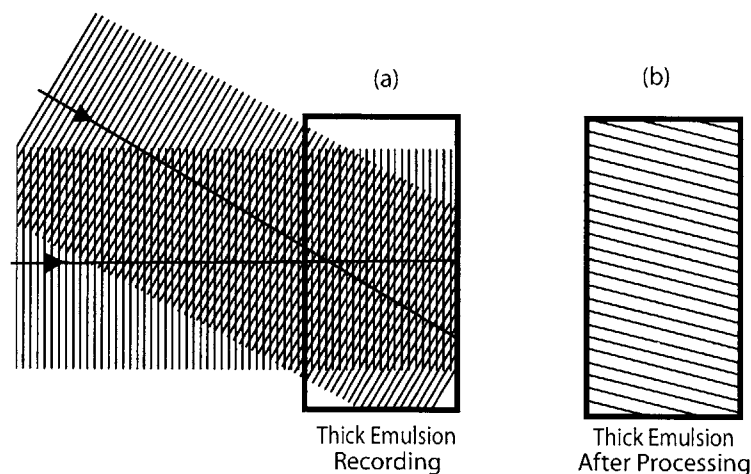 (a)
(b)
Thick Emulsion
Recording
Thick Emulsion
After Processing